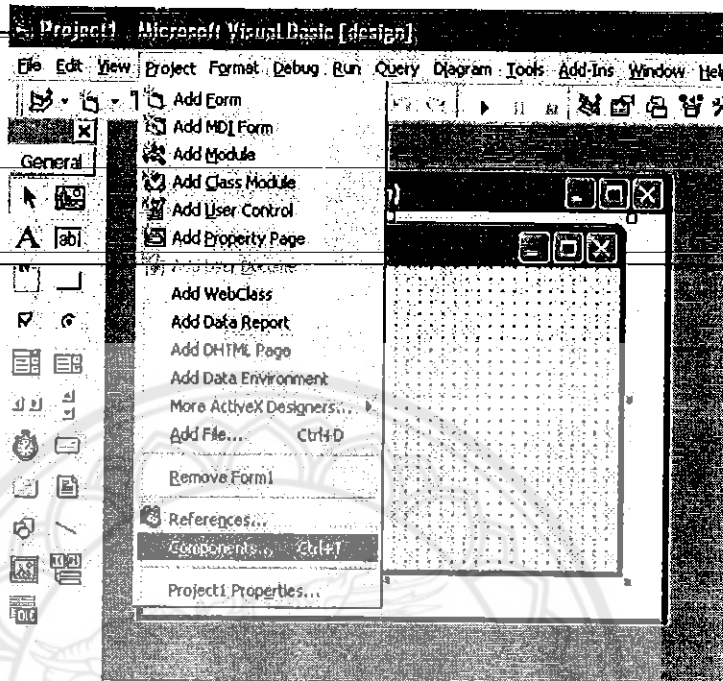 Project1 - Microsoft Visual Basic [design]
File Edit View Project Format Debug Run Query Diagram Tools Add-Ins Window Hel
General
Add Form
Add MDI Form
Add Module
Add Class Module
Add User Control
Add Property Page
Add WebClass
Add Data Report
Add DHTML Page
Add Data Environment
More ActiveX Designers...
Add File... Ctrl+D
Remove Form1
References...
Components... Ctrl+T
Project1 Properties...
A
ab
OLE